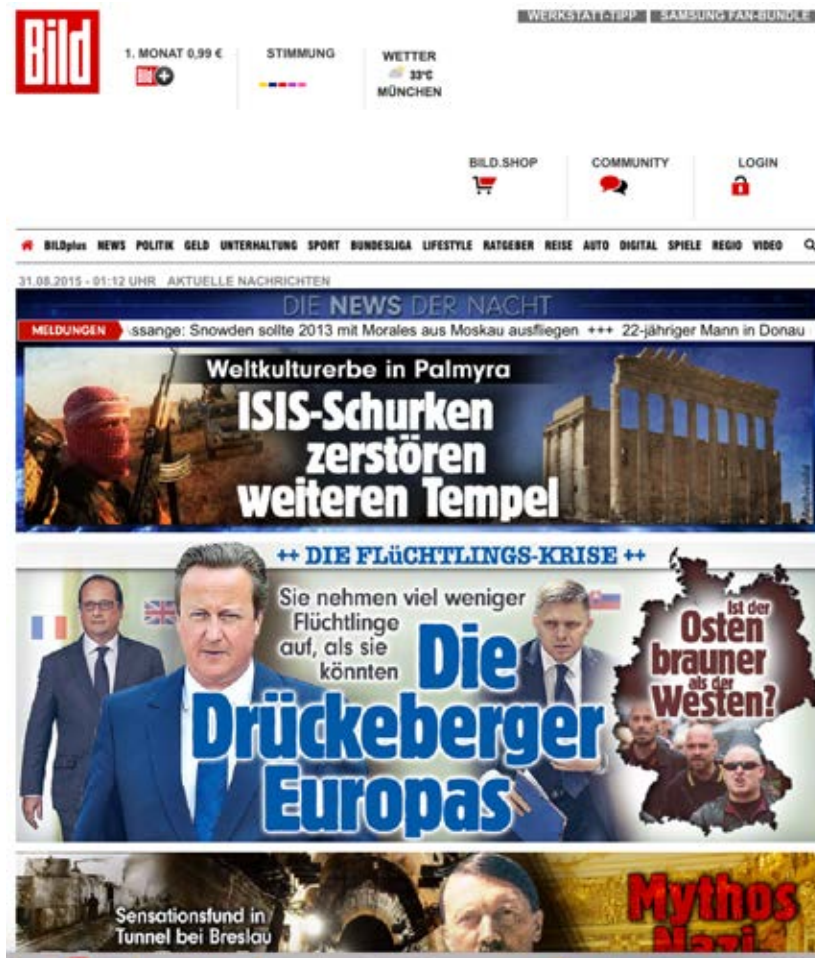 WERKSTATT-TIPP SAMSUNG FAN-BUNDLE
Bild
1. MONAT 0,99 €
Bild +
STIMMUNG
WETTER
33°C
MÜNCHEN
BILD.SHOP
COMMUNITY
LOGIN
BILDplus NEWS POLITIK GELD UNTERHALTUNG SPORT BUNDESLIGA LIFESTYLE RATGEBER REISE AUTO DIGITAL SPIELE REGIO VIDEO
31.08.2015 - 01:12 UHR AKTUELLE NACHRICHTEN
DIE NEWS DER NACHT
MELDUNGEN ssange: Snowden sollte 2013 mit Morales aus Moskau ausfliegen +++ 22-jähriger Mann in Donau
Weltkulturerbe in Palmyra
ISIS-Schurken
zerstören
weiteren Tempel
++ DIE FLüCHTLINGS-KRISE ++
Sie nehmen viel weniger
Flüchtlinge
auf, als sie
könnten
Die
Drückeberger
Europas
Ist der
Osten
brauner
als der
Westen?
Sensationsfund in
Tunnel bei Breslau
Mythos
Nazi-